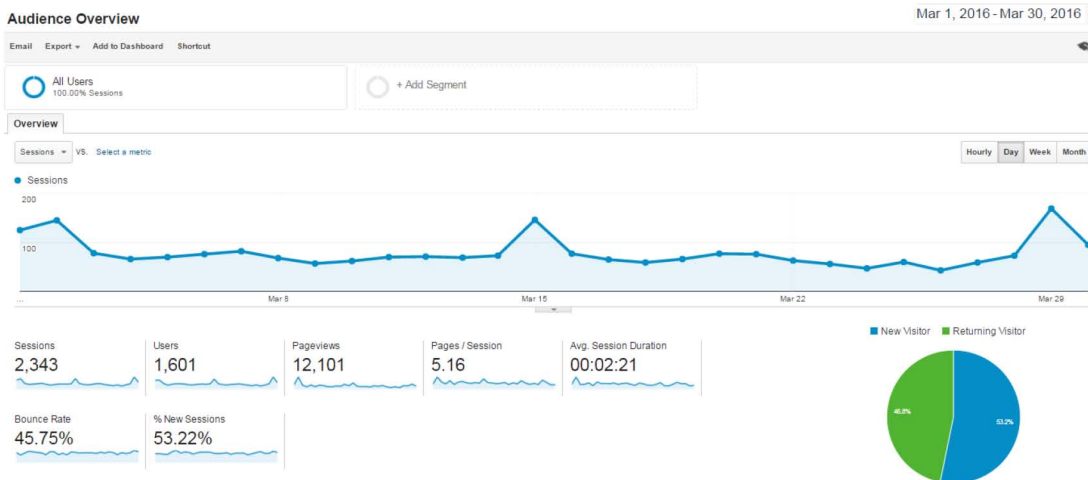 Audience Overview
Mar 1, 2016 - Mar 30, 2016
Email Export Add to Dashboard Shortcut
All Users
100.00% Sessions
+ Add Segment
Overview
Sessions VS. Select a metric
Hourly Day Week Month
Sessions
200
100
... Mar 8 Mar 15 Mar 22 Mar 29
New Visitor Returning Visitor
Sessions
2,343
Users
1,601
Pageviews
12,101
Pages / Session
5.16
Avg. Session Duration
00:02:21
Bounce Rate
45.75%
% New Sessions
53.22%
46.8%
53.2%